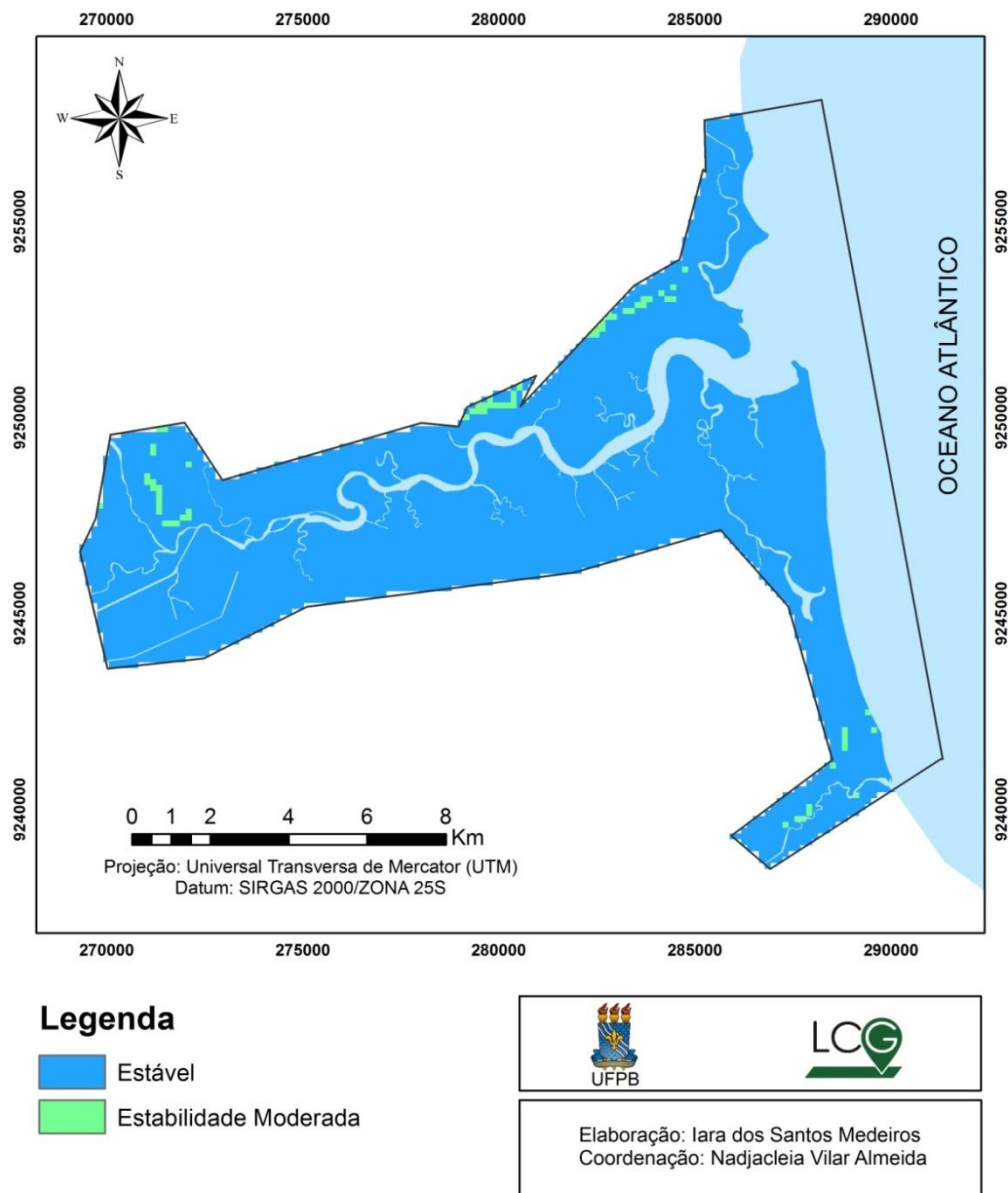 270000 275000 280000 285000 290000
N
W E
S
9255000 9255000
OCEANO ATLÂNTICO
9250000 9250000
9245000 9245000
9240000 9240000
0 1 2 4 6 8
Km
Projeção: Universal Transversa de Mercator (UTM)
Datum: SIRGAS 2000/ZONA 25S
270000 275000 280000 285000 290000
Legenda
Estável
Estabilidade Moderada
UFPB
LCG
Elaboração: Iara dos Santos Medeiros
Coordenação: Nadjacleia Vilar Almeida